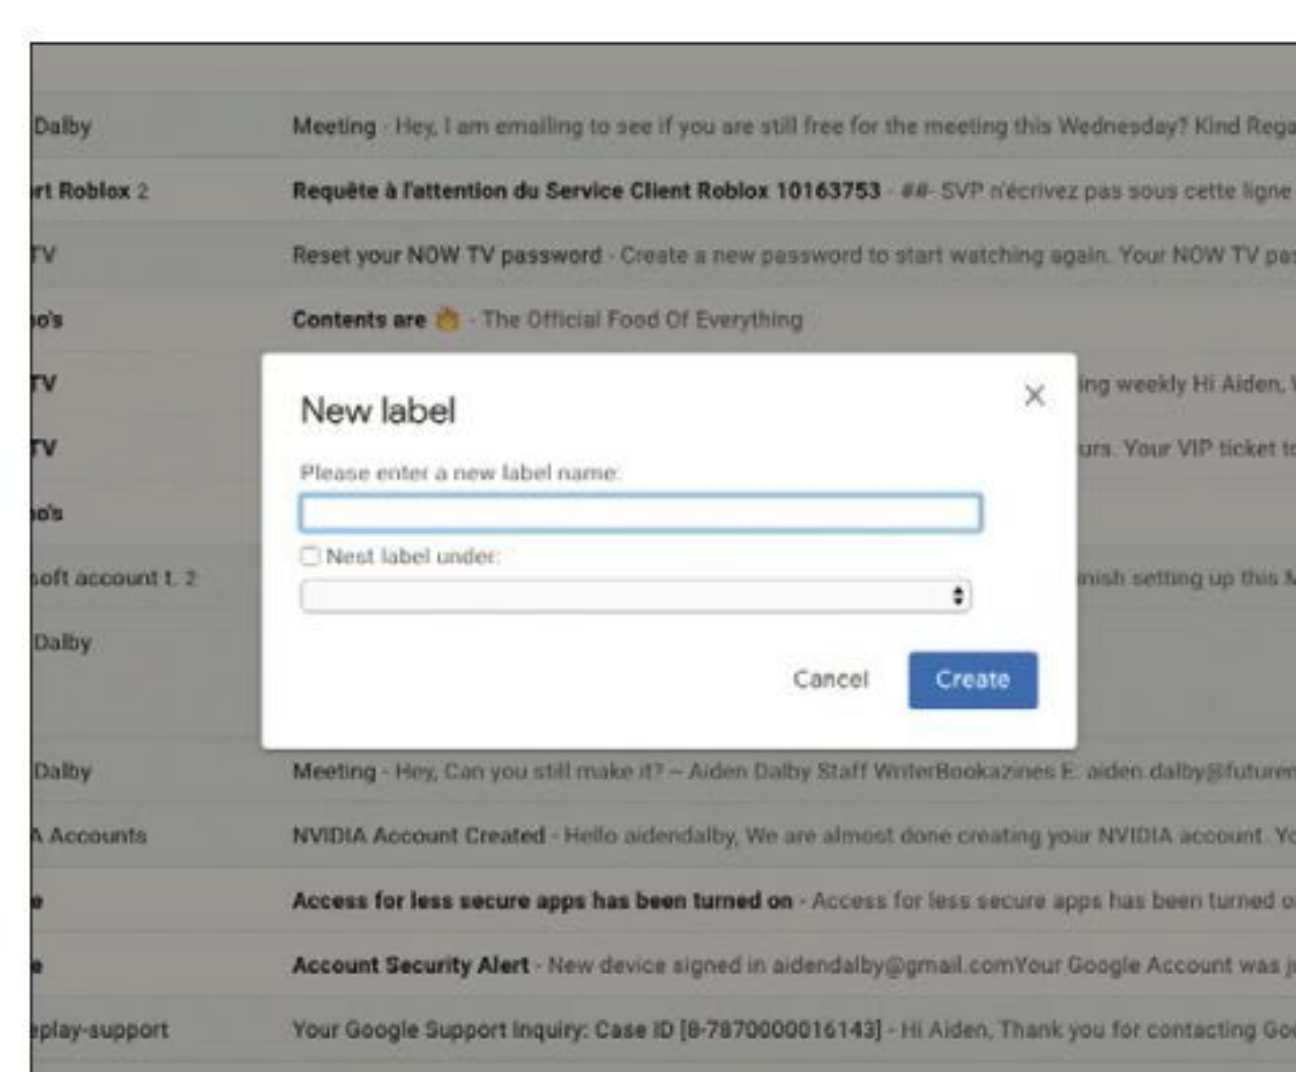 Dalby Meeting - Hey, I am emailing to see if you are still free for the meeting this Wednesday? Kind Rega
rt Roblox 2 Requête à l'attention du Service Client Roblox 10163753 - ##- SVP n'écrivez pas sous cette ligne
TV Reset your NOW TV password - Create a new password to start watching again. Your NOW TV pas
no's Contents are 🔥 - The Official Food Of Everything
TV ing weekly Hi Aiden,
TV urs. Your VIP ticket to
no's
New label
Please enter a new label name:
Nest label under:
soft account t. 2 inish setting up this M
Dalby
Cancel Create
Dalby Meeting - Hey, Can you still make it? -- Aiden Dalby Staff WriterBookazines E: aiden.dalby@futuren
A Accounts NVIDIA Account Created - Hello aidendalby, We are almost done creating your NVIDIA account. Yo
e Access for less secure apps has been turned on - Access for less secure apps has been turned o
e Account Security Alert - New device signed in aidendalby@gmail.comYour Google Account was ju
eplay-support Your Google Support Inquiry: Case ID [8-7870000016143] - Hi Aiden, Thank you for contacting Goo